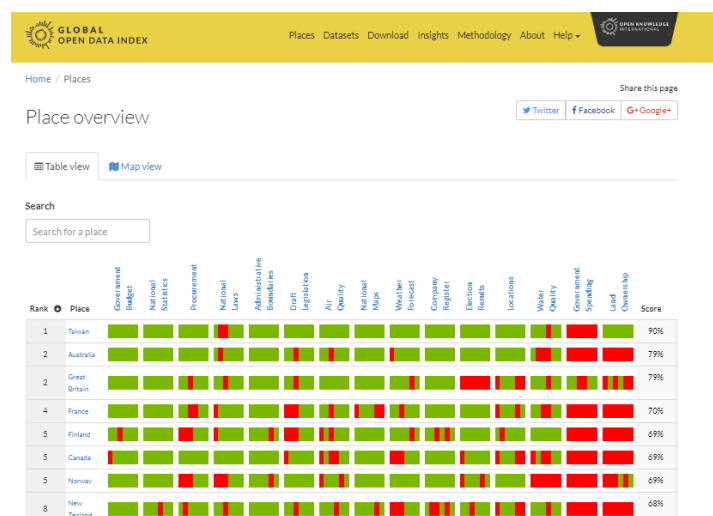 GLOBAL
OPEN DATA INDEX
Places Datasets Download Insights Methodology About Help
OPEN KNOWLEDGE
INTERNATIONAL
Home / Places
Share this page
Place overview
Twitter
Facebook
G+ Google+
Table view
Map view
Search
Search for a place
Rank
Place
Government
Budget
National
Statistics
Procurement
National
Laws
Administrative
Boundaries
Draft
Legislation
Air
Quality
National
Maps
Weather
Forecast
Company
Register
Election
Results
Locations
Water
Quality
Government
Spending
Land
Ownership
Score
1 Taiwan 90%
2 Australia 79%
2 Great
Britain 79%
4 France 70%
5 Finland 69%
5 Canada 69%
5 Norway 69%
8 New
Zealand 68%